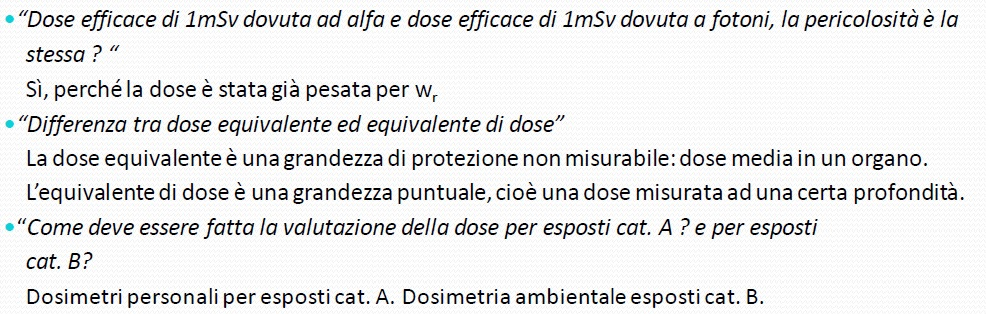 • “Dose efficace di 1mSv dovuta ad alfa e dose efficace di 1mSv dovuta a fotoni, la pericolosità è la
stessa ? “
Sì, perché la dose è stata già pesata per wr
• “Differenza tra dose equivalente ed equivalente di dose”
La dose equivalente è una grandezza di protezione non misurabile: dose media in un organo.
L’equivalente di dose è una grandezza puntuale, cioè una dose misurata ad una certa profondità.
• “Come deve essere fatta la valutazione della dose per esposti cat. A ? e per esposti
cat. B?
Dosimetri personali per esposti cat. A. Dosimetria ambientale esposti cat. B.